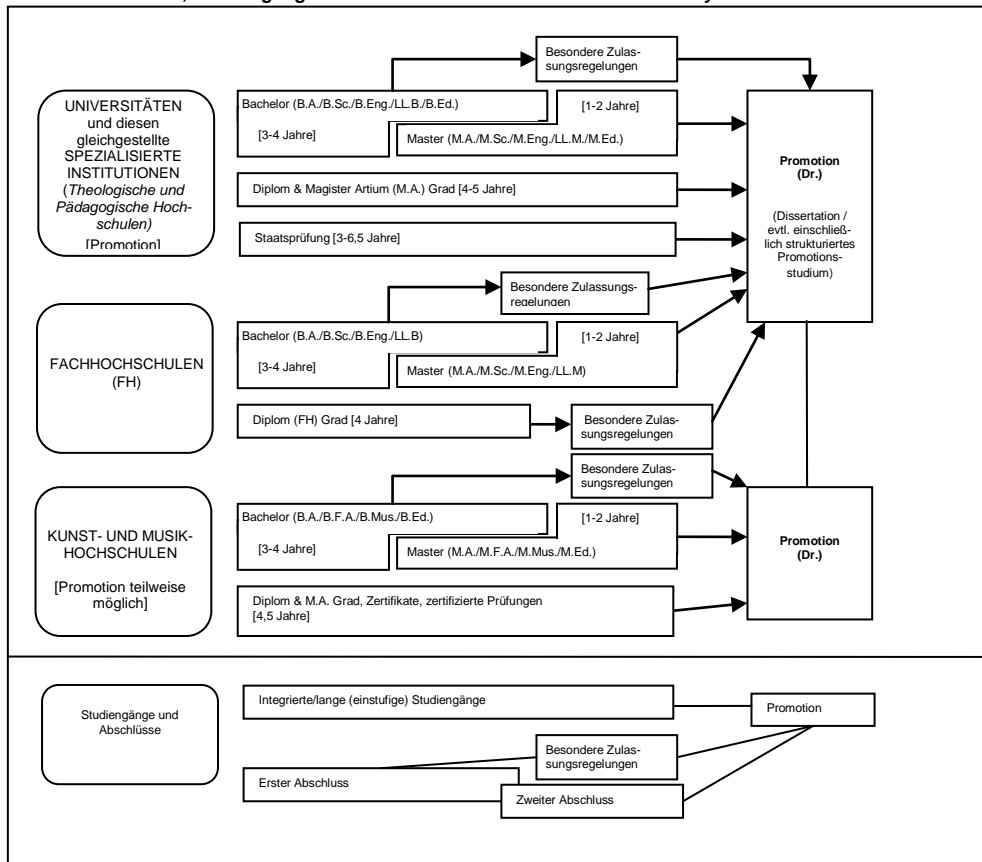 Besondere Zulas-
sungsregelungen
UNIVERSITÄTEN
und diesen
gleichgestellte
SPEZIALISIERTE
INSTITUTIONEN
(Theologische und
Pädagogische Hoch-
schulen)
[Promotion]
Bachelor (B.A./B.Sc./B.Eng./LL.B./B.Ed.)
[3-4 Jahre]
[1-2 Jahre]
Master (M.A./M.Sc./M.Eng./LL.M./M.Ed.)
Diplom & Magister Artium (M.A.) Grad [4-5 Jahre]
Staatsprüfung [3-6,5 Jahre]
Promotion
(Dr.)
(Dissertation /
evtl. einschließ-
lich strukturiertes
Promotions-
studium)
Besondere Zulassungs-
regelungen
FACHHOCHSCHULEN
(FH)
Bachelor (B.A./B.Sc./B.Eng./LL.B)
[3-4 Jahre]
[1-2 Jahre]
Master (M.A./M.Sc./M.Eng./LL.M)
Diplom (FH) Grad [4 Jahre]
Besondere Zulas-
sungsregelungen
Besondere Zulas-
sungsregelungen
KUNST- UND MUSIK-
HOCHSCHULEN
[Promotion teilweise
möglich]
Bachelor (B.A./B.F.A./B.Mus./B.Ed.)
[3-4 Jahre]
[1-2 Jahre]
Master (M.A./M.F.A./M.Mus./M.Ed.)
Diplom & M.A. Grad, Zertifikate, zertifizierte Prüfungen
[4,5 Jahre]
Promotion
(Dr.)
Studiengänge und
Abschlüsse
Integrierte/lange (einstufige) Studiengänge
Promotion
Besondere Zulas-
sungsregelungen
Erster Abschluss
Zweiter Abschluss